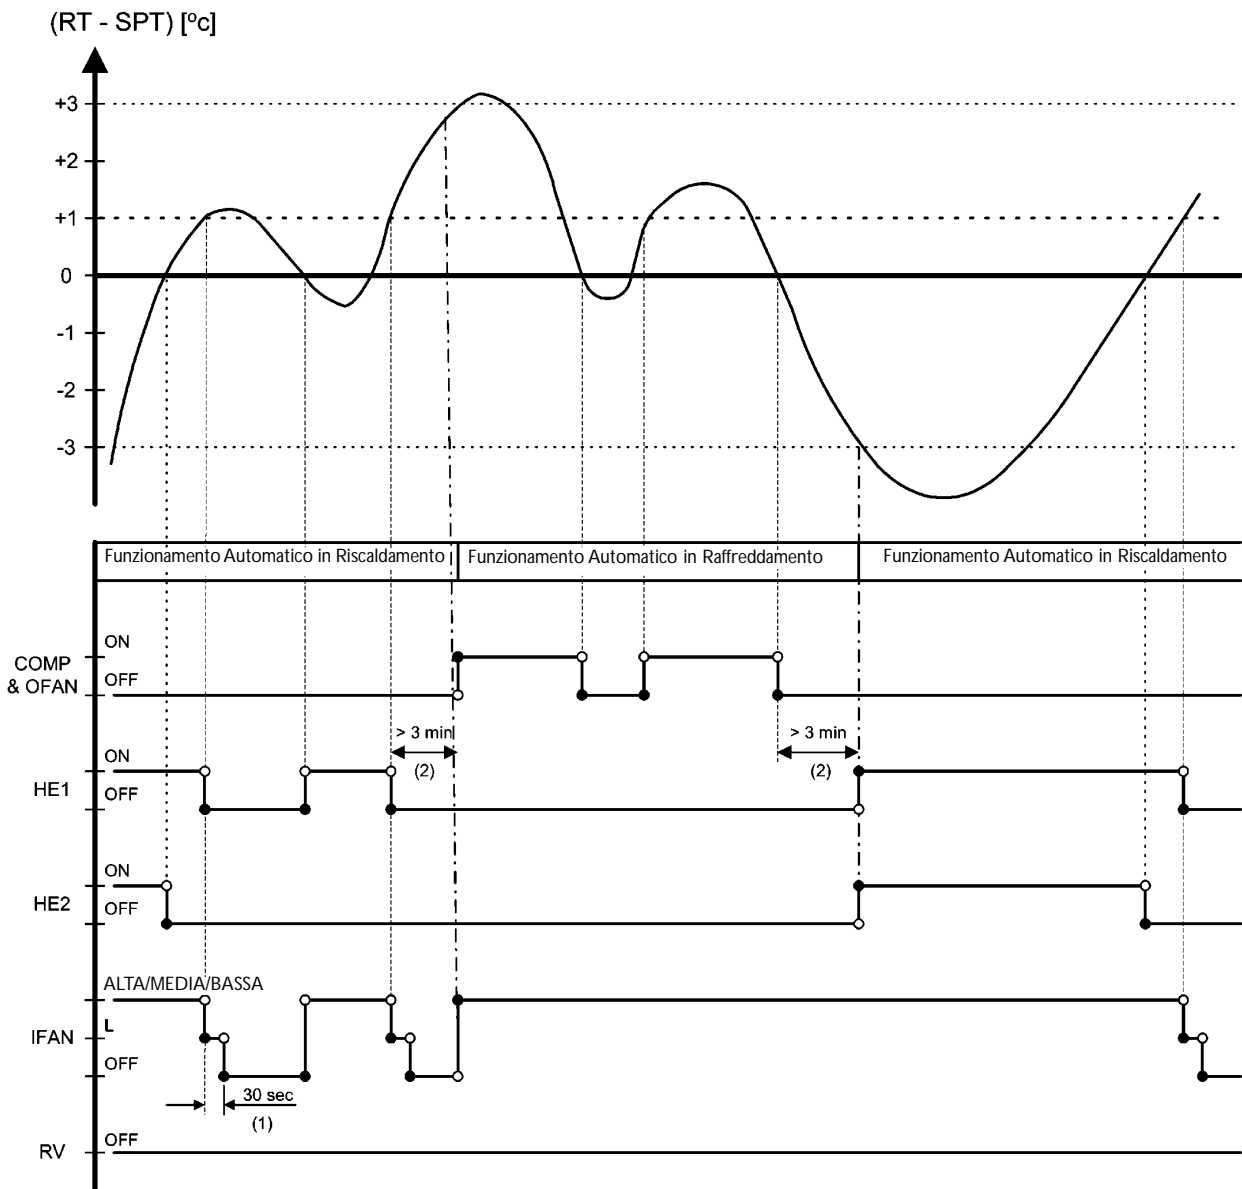 (RT - SPT) [ºc]
+3
+2
+1
0
-1
-2
-3
Funzionamento Automatico in Riscaldamento
Funzionamento Automatico in Raffreddamento
Funzionamento Automatico in Riscaldamento
COMP
& OFAN
ON
OFF
> 3 min
(2)
> 3 min
(2)
HE1
ON
OFF
HE2
ON
OFF
IFAN
ALTA/MEDIA/BASSA
L
OFF
30 sec
(1)
RV
OFF